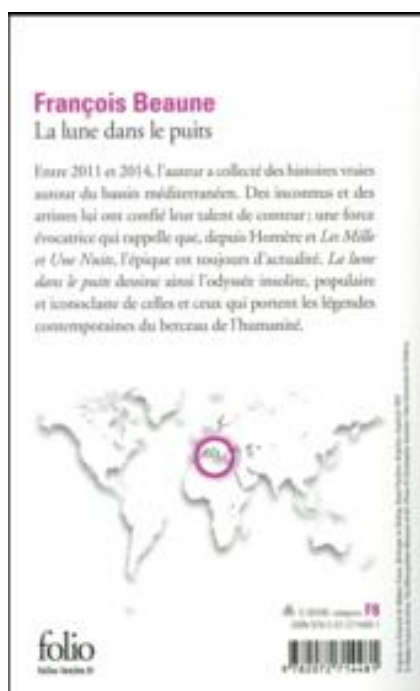 François Beaune
La lune dans le puits
Entre 2011 et 2014, l'auteur a collecté des histoires vraies
autour du bassin méditerranéen. Des inconnus et des
artistes lui ont confié leur talent de conteur ; une force
évocatrice qui rappelle que, depuis Homère et Les Mille
et Une Nuits, l'épique est toujours d'actualité. La lune
dans le puits dessine ainsi l'odyssée insolite, populaire
et iconoclaste de celles et ceux qui portent les légendes
contemporaines du berceau de l'humanité.
F8
folio